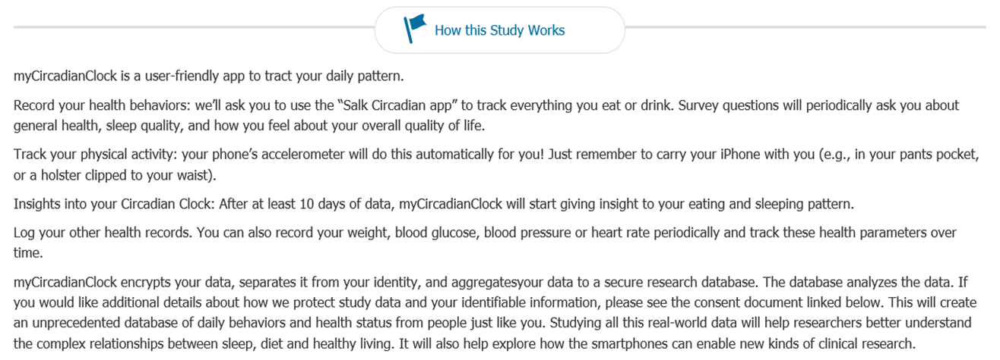 How this Study Works
myCircadianClock is a user-friendly app to tract your daily pattern.
Record your health behaviors: we’ll ask you to use the “Salk Circadian app” to track everything you eat or drink. Survey questions will periodically ask you about
general health, sleep quality, and how you feel about your overall quality of life.
Track your physical activity: your phone’s accelerometer will do this automatically for you! Just remember to carry your iPhone with you (e.g., in your pants pocket,
or a holster clipped to your waist).
Insights into your Circadian Clock: After at least 10 days of data, myCircadianClock will start giving insight to your eating and sleeping pattern.
Log your other health records. You can also record your weight, blood glucose, blood pressure or heart rate periodically and track these health parameters over
time.
myCircadianClock encrypts your data, separates it from your identity, and aggregatesyour data to a secure research database. The database analyzes the data. If
you would like additional details about how we protect study data and your identifiable information, please see the consent document linked below. This will create
an unprecedented database of daily behaviors and health status from people just like you. Studying all this real-world data will help researchers better understand
the complex relationships between sleep, diet and healthy living. It will also help explore how the smartphones can enable new kinds of clinical research.